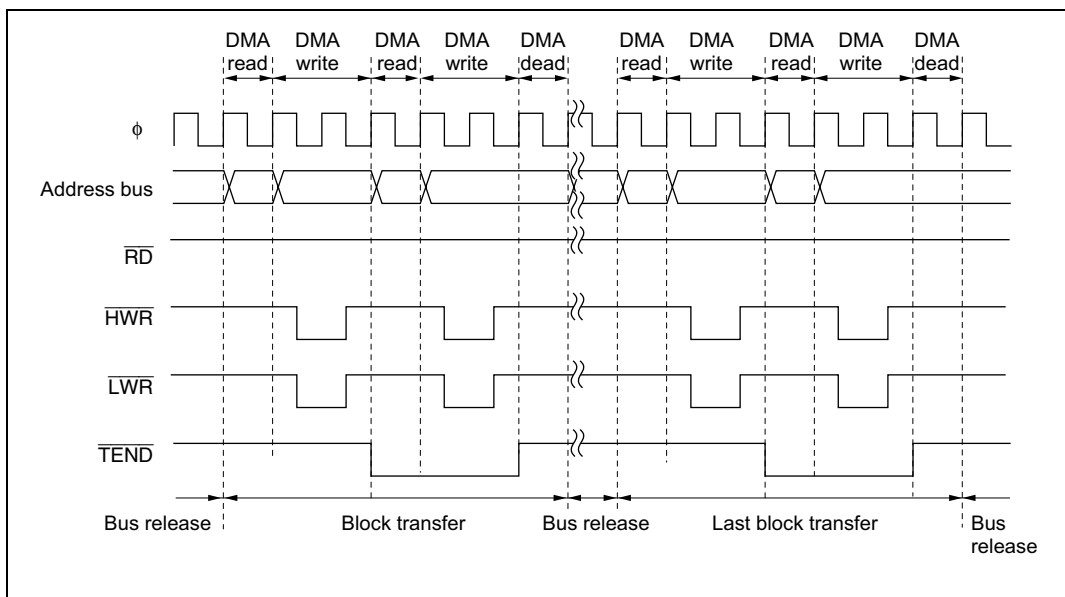 DMA read
DMA write
DMA read
DMA write
DMA dead
DMA read
DMA write
DMA read
DMA write
DMA dead
ϕ
Address bus
RD
HWR
LWR
TEND
Bus release
Block transfer
Bus release
Last block transfer
Bus release